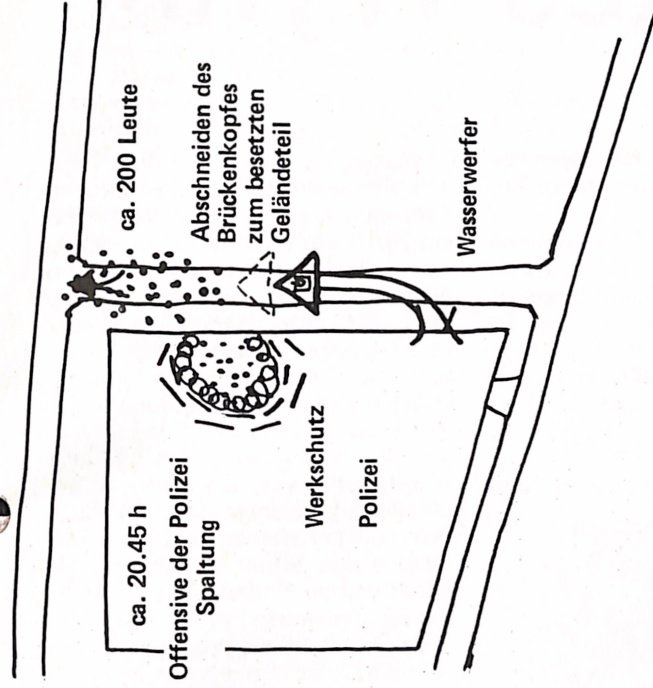 ca. 20.45 h
Offensive der Polizei
Spaltung
ca. 200 Leute
Abschneiden des
Brückenkopfes
zum besetzten
Geländeteil
Werkschutz
Polizei
Wasserwerfer